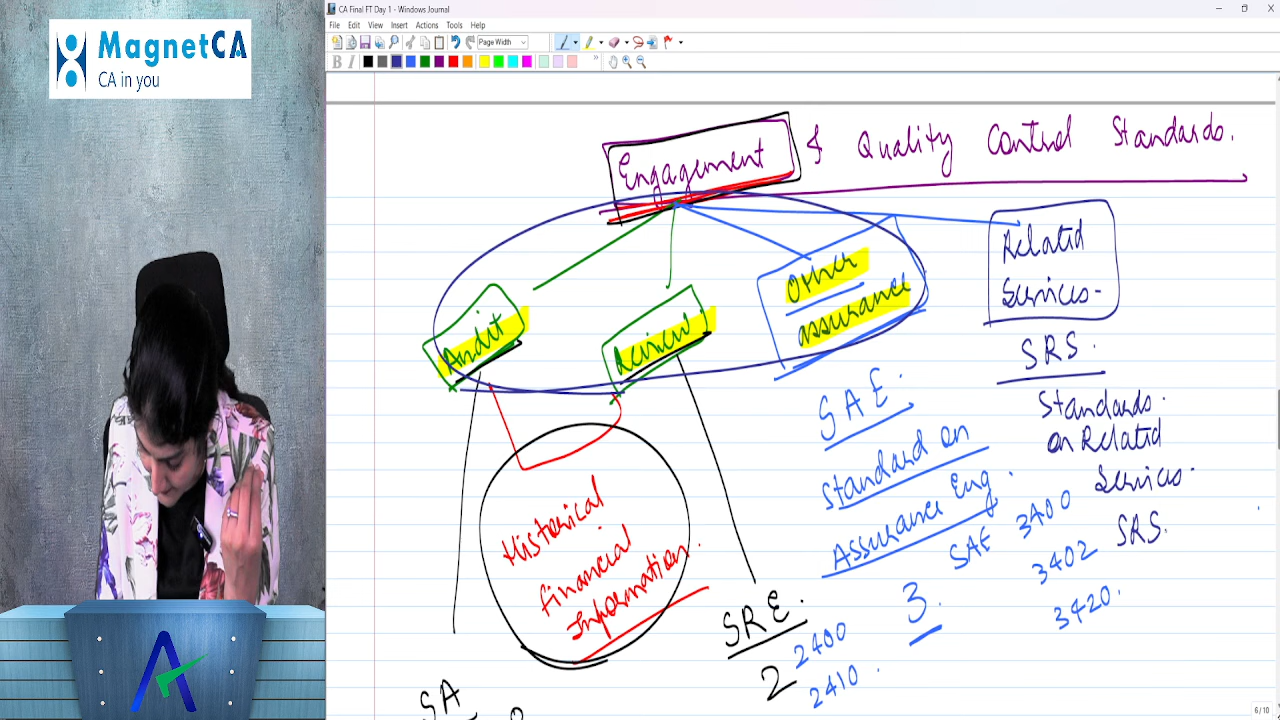 MagnetCA
CA in you
CA Final FT Day 1 - Windows Journal
File Edit View Insert Actions Tools Help
Page Width
B I
Engagement & Quality Control Standards.
Audit
Review
Other
assurance
Related
Services-
SAE.
Standard on
Assurance Eng.
3.
SAE 3400
3402
3420.
SRS.
Standards.
on Related
Services.
SRS.
Historical
financial
Information.
SRE.
2 2400
2410.
SA
6/10